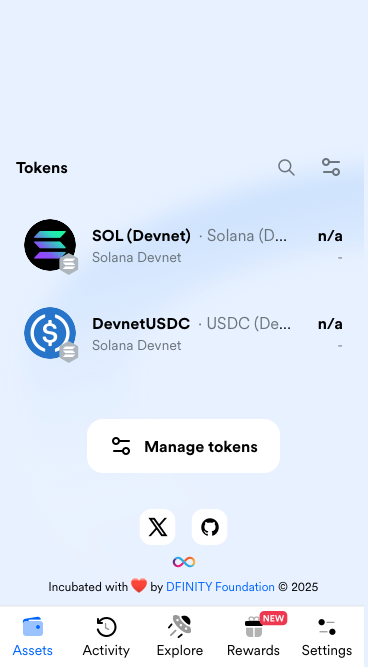 Tokens
SOL (Devnet) · Solana (D... n/a
Solana Devnet -
DevnetUSDC · USDC (De... n/a
Solana Devnet -
Manage tokens
Incubated with ❤️ by DFINITY Foundation © 2025
NEW
Assets Activity Explore Rewards Settings